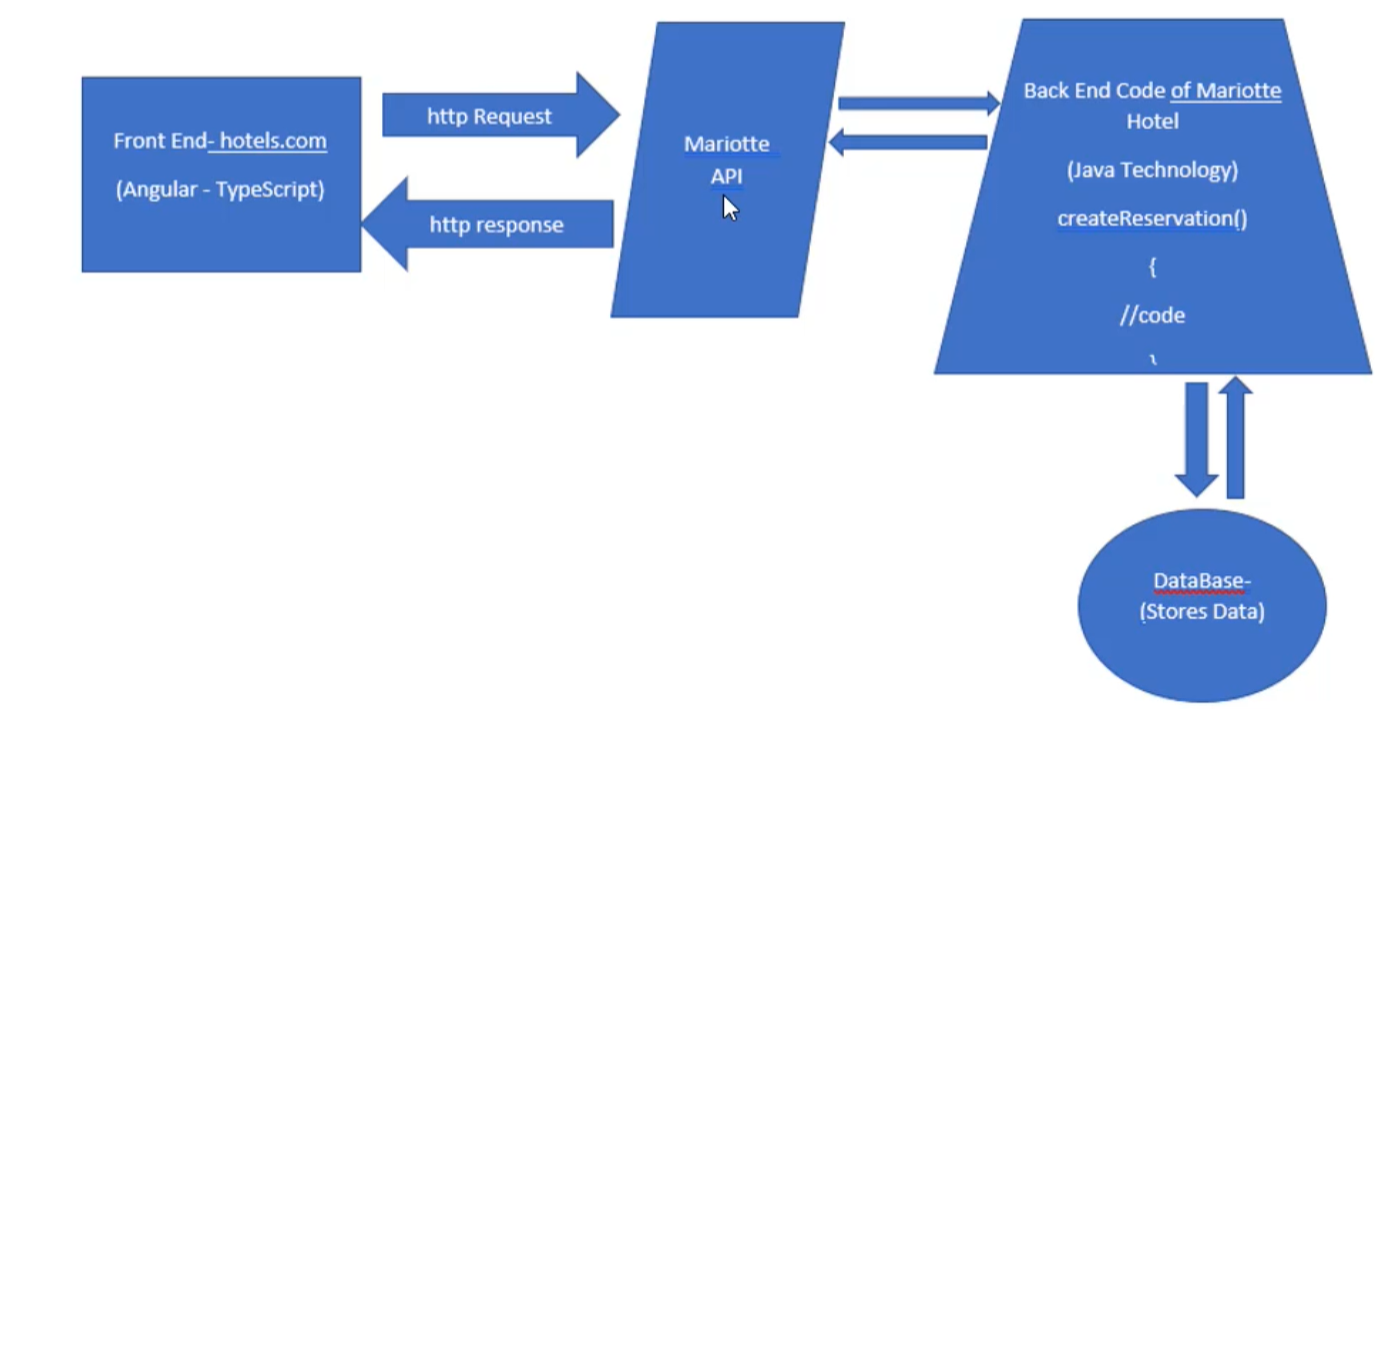 Front End- hotels.com
(Angular - TypeScript)
http Request
http response
Mariotte
API
Back End Code of Mariotte
Hotel
(Java Technology)
createReservation()
{
//code
}
DataBase-
(Stores Data)